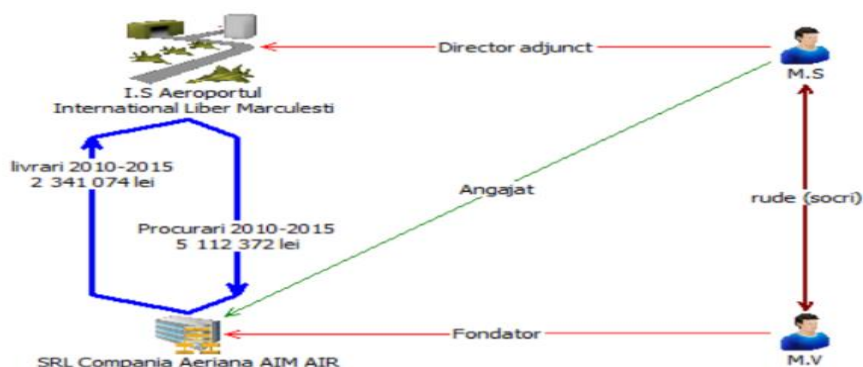 Director adjunct
M.S
I.S Aeroportul
International Liber Marculesti
livrari 2010-2015
2 341 074 lei
Angajat
rude (socri)
Procurari 2010-2015
5 112 372 lei
Fondator
SRL Compania Aeriana AIM AIR
M.V